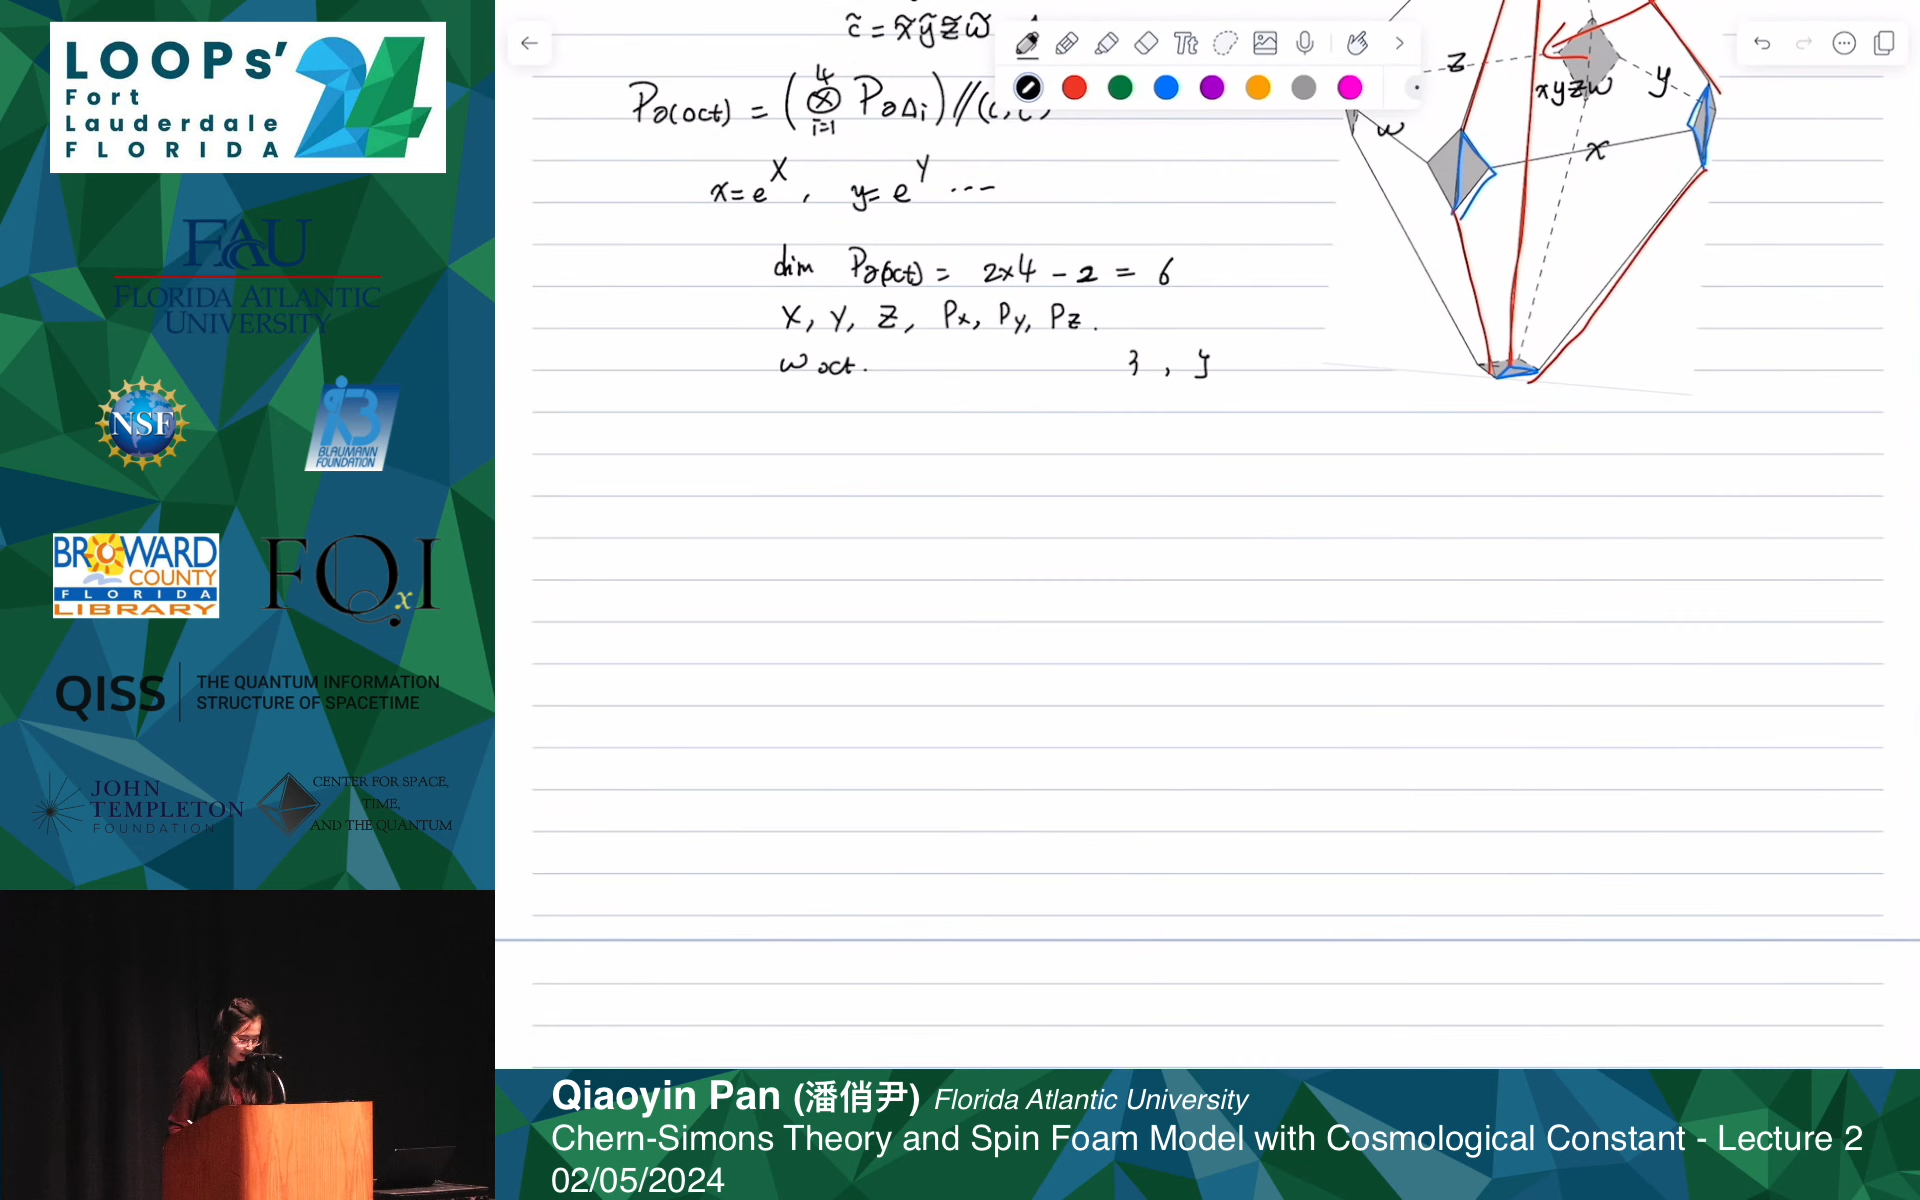 LOOPs' 24
Fort
Lauderdale
FLORIDA
FAU
FLORIDA ATLANTIC
UNIVERSITY
NSF
BLAUMANN
FOUNDATION
BROWARD
COUNTY
FLORIDA
LIBRARY
FQxI
QISS
THE QUANTUM INFORMATION
STRUCTURE OF SPACETIME
JOHN
TEMPLETON
FOUNDATION
CENTER FOR SPACE,
TIME,
AND THE QUANTUM
c̃ = x̃ ỹ z̃ w̃
Tt
P∂(oct) = (⊗_{i=1}^{4} P∂Δi) //
x = e^X, y = e^Y ---
dim P∂(oct) = 2x4 - 2 = 6
X, Y, Z, Px, Py, Pz.
ω oct.
z
y
xyzw
w
x
Qiaoyin Pan (潘俏尹) Florida Atlantic University
Chern-Simons Theory and Spin Foam Model with Cosmological Constant - Lecture 2
02/05/2024